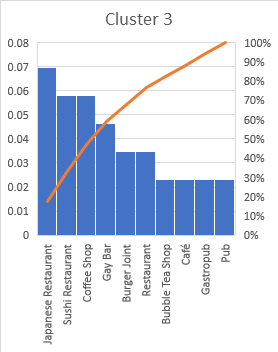 Cluster 3
0.08
0.07
0.06
0.05
0.04
0.03
0.02
0.01
0
100%
90%
80%
70%
60%
50%
40%
30%
20%
10%
0%
Japanese Restaurant
Sushi Restaurant
Coffee Shop
Gay Bar
Burger Joint
Restaurant
Bubble Tea Shop
Café
Gastropub
Pub